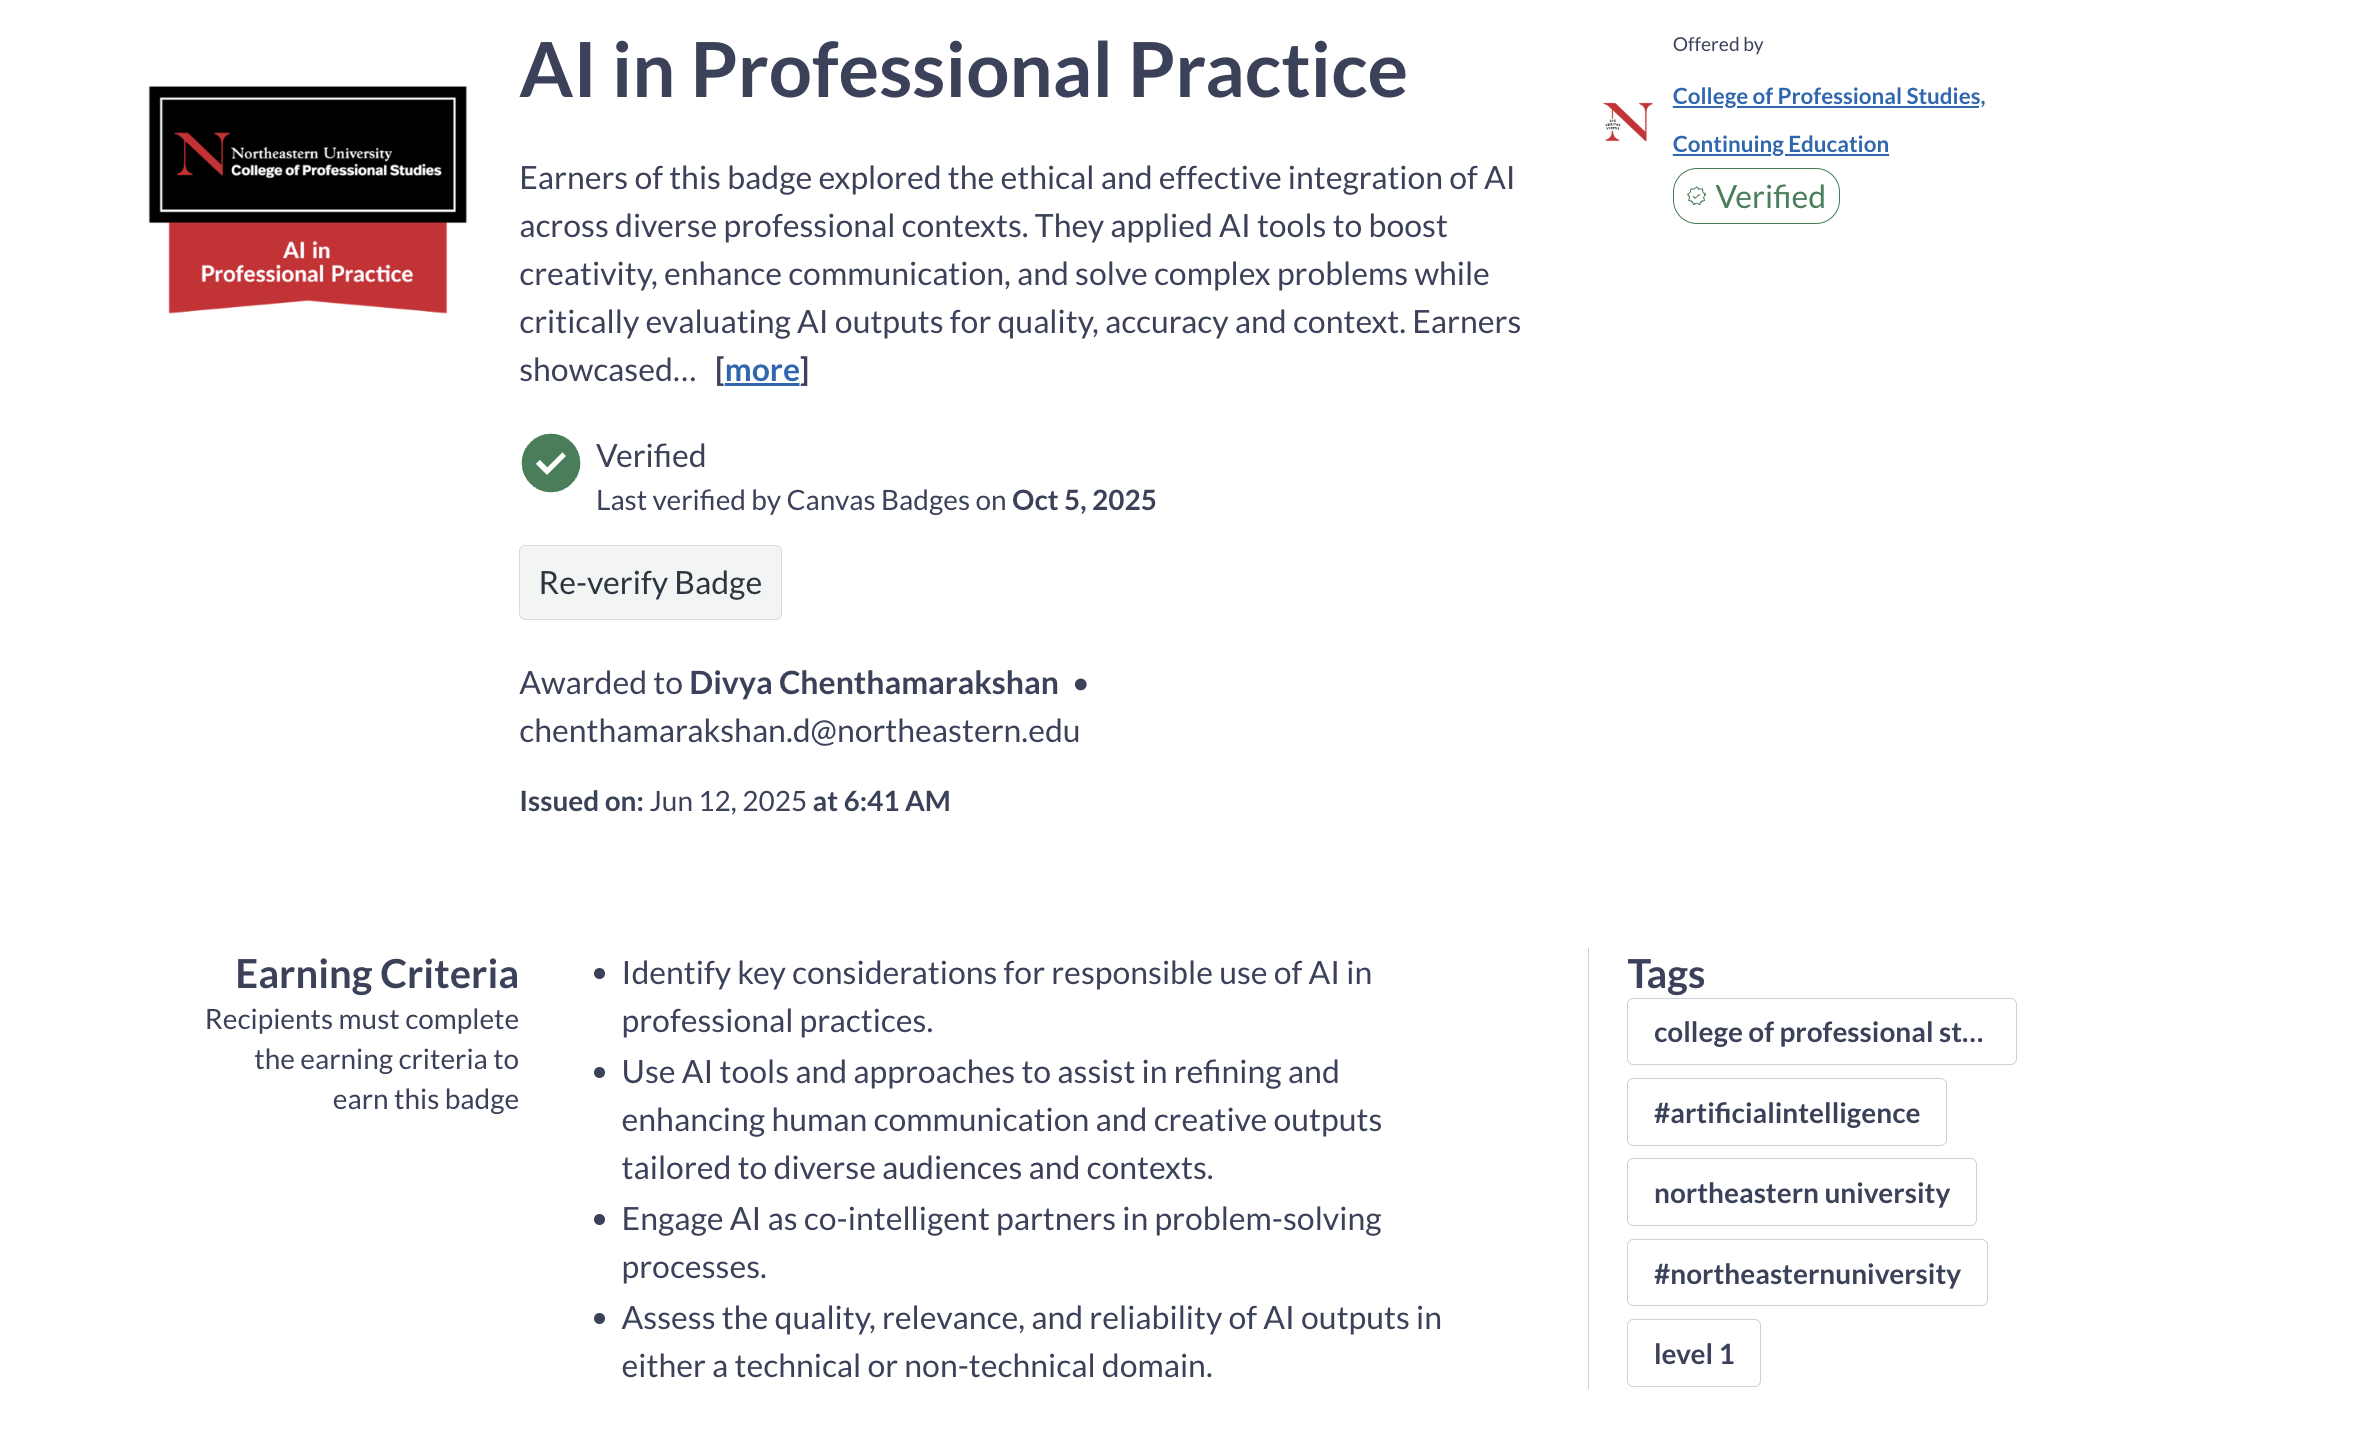 AI in Professional Practice
Northeastern University
College of Professional Studies
AI in
Professional Practice
Earners of this badge explored the ethical and effective integration of AI
across diverse professional contexts. They applied AI tools to boost
creativity, enhance communication, and solve complex problems while
critically evaluating AI outputs for quality, accuracy and context. Earners
showcased... [more]
Offered by
College of Professional Studies,
Continuing Education
Verified
Verified
Last verified by Canvas Badges on Oct 5, 2025
Re-verify Badge
Awarded to Divya Chenthamarakshan •
chenthamarakshan.d@northeastern.edu
Issued on: Jun 12, 2025 at 6:41 AM
Earning Criteria
Recipients must complete
the earning criteria to
earn this badge
• Identify key considerations for responsible use of AI in
professional practices.
• Use AI tools and approaches to assist in refining and
enhancing human communication and creative outputs
tailored to diverse audiences and contexts.
• Engage AI as co-intelligent partners in problem-solving
processes.
• Assess the quality, relevance, and reliability of AI outputs in
either a technical or non-technical domain.
Tags
college of professional st...
#artificialintelligence
northeastern university
#northeasternuniversity
level 1